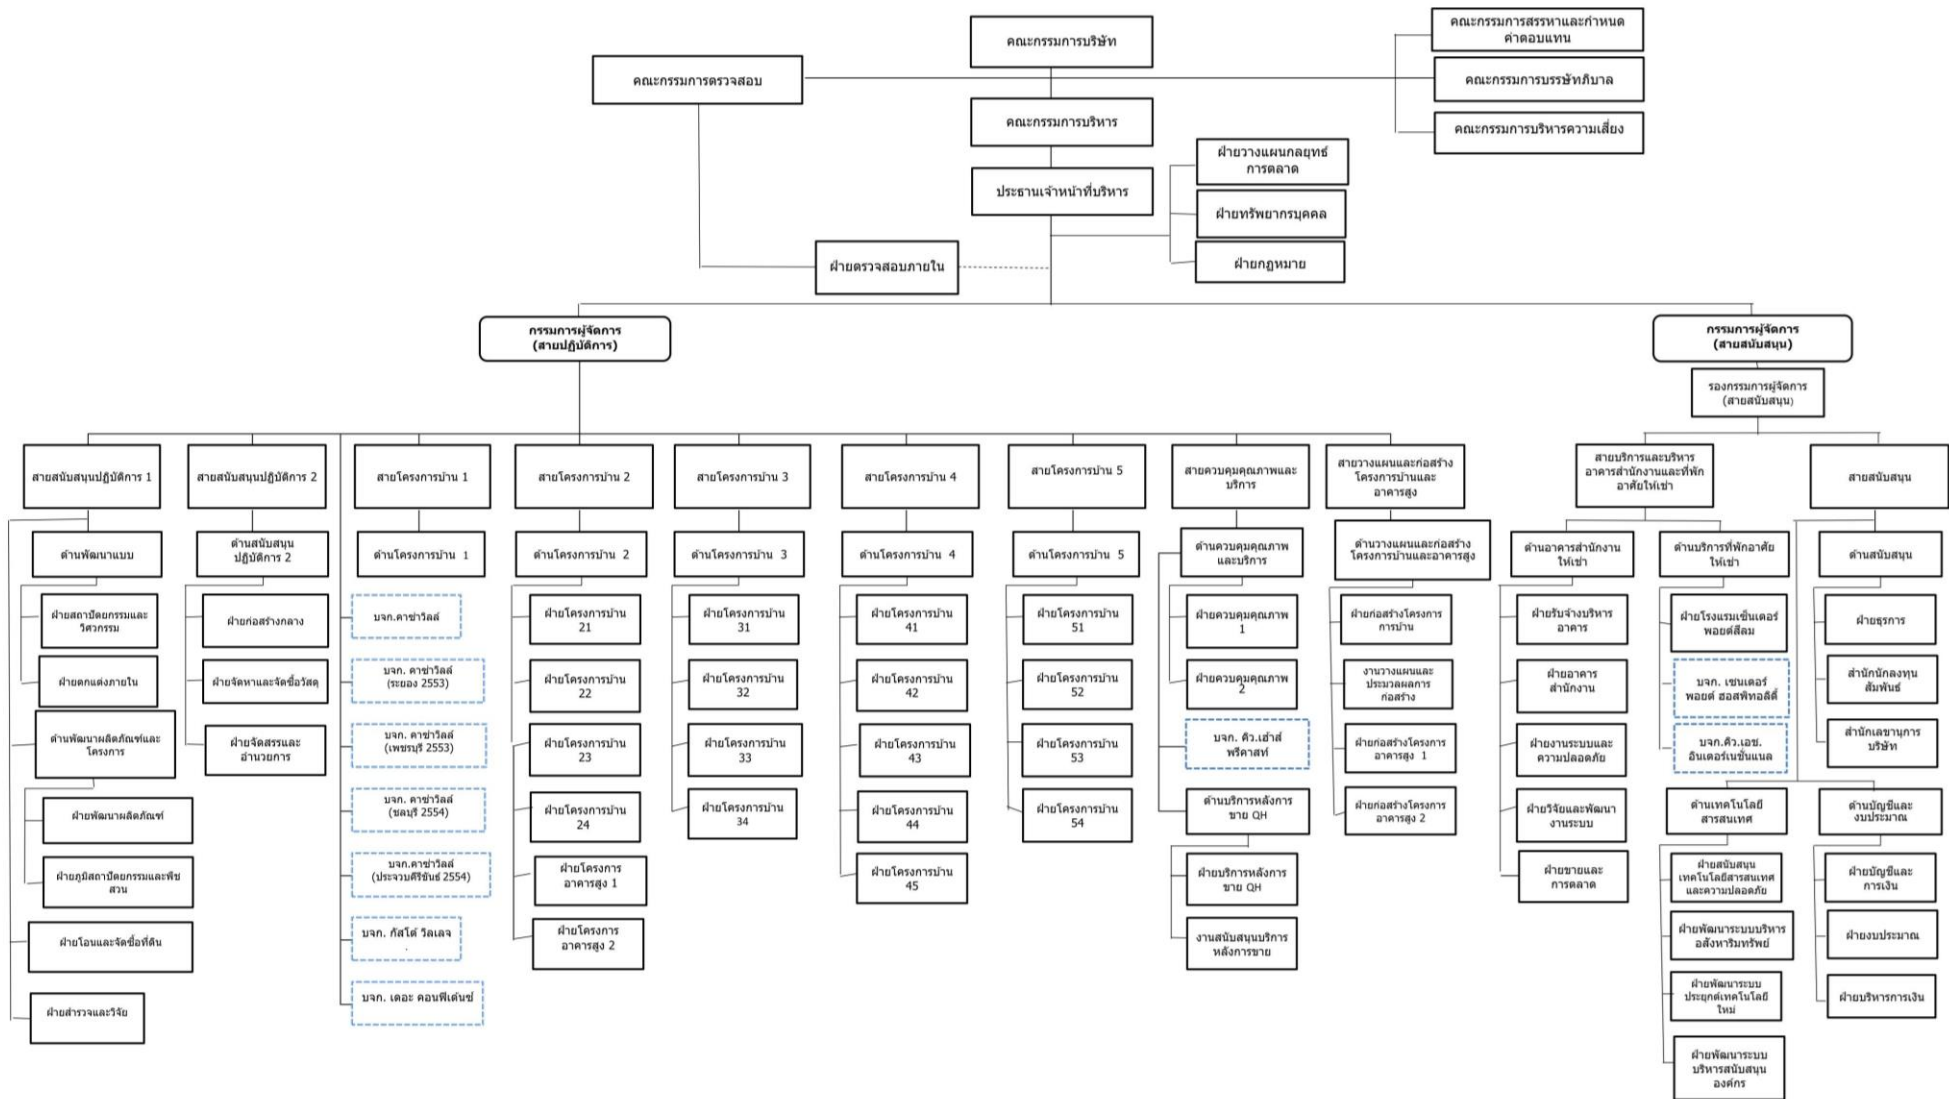 คณะกรรมการบริษัท
คณะกรรมการสรรหาและกำหนด
ค่าตอบแทน
คณะกรรมการตรวจสอบ
คณะกรรมการบรรษัทภิบาล
คณะกรรมการบริหาร
คณะกรรมการบริหารความเสี่ยง
ฝ่ายวางแผนกลยุทธ์
การตลาด
ประธานเจ้าหน้าที่บริหาร
ฝ่ายทรัพยากรบุคคล
ฝ่ายตรวจสอบภายใน
ฝ่ายกฎหมาย
กรรมการผู้จัดการ
(สายปฏิบัติการ)
กรรมการผู้จัดการ
(สายสนับสนุน)
รองกรรมการผู้จัดการ
(สายสนับสนุน)
สายสนับสนุนปฏิบัติการ 1
สายสนับสนุนปฏิบัติการ 2
สายโครงการบ้าน 1
สายโครงการบ้าน 2
สายโครงการบ้าน 3
สายโครงการบ้าน 4
สายโครงการบ้าน 5
สายควบคุมคุณภาพและ
บริการ
สายวางแผนและก่อสร้าง
โครงการบ้านและ
อาคารสูง
สายบริการและบริหาร
อาคารสำนักงานและที่พัก
อาศัยให้เช่า
สายสนับสนุน
ด้านพัฒนาแบบ
ฝ่ายสถาปัตยกรรมและ
วิศวกรรม
ฝ่ายตกแต่งภายใน
ด้านพัฒนาผลิตภัณฑ์และ
โครงการ
ฝ่ายพัฒนาผลิตภัณฑ์
ฝ่ายภูมิสถาปัตยกรรมและพืช
สวน
ฝ่ายโอนและจัดซื้อที่ดิน
ฝ่ายสำรวจและวิจัย
ด้านสนับสนุน
ปฏิบัติการ 2
ฝ่ายก่อสร้างกลาง
ฝ่ายจัดหาและจัดซื้อวัสดุ
ฝ่ายจัดสรรและ
อำนวยการ
ด้านโครงการบ้าน 1
บจก.คาซ่าวิลล์
บจก. คาซ่าวิลล์
(ระยอง 2553)
บจก. คาซ่าวิลล์
(เพชรบุรี 2553)
บจก. คาซ่าวิลล์
(ชลบุรี 2554)
บจก.คาซ่าวิลล์
(ประจวบคีรีขันธ์ 2554)
บจก. กัสโต้ วิลเลจ
.
บจก. เดอะ คอนฟิเด้นซ์
ด้านโครงการบ้าน 2
ฝ่ายโครงการบ้าน
21
ฝ่ายโครงการบ้าน
22
ฝ่ายโครงการบ้าน
23
ฝ่ายโครงการบ้าน
24
ฝ่ายโครงการ
อาคารสูง 1
ฝ่ายโครงการ
อาคารสูง 2
ด้านโครงการบ้าน 3
ฝ่ายโครงการบ้าน
31
ฝ่ายโครงการบ้าน
32
ฝ่ายโครงการบ้าน
33
ฝ่ายโครงการบ้าน
34
ด้านโครงการบ้าน 4
ฝ่ายโครงการบ้าน
41
ฝ่ายโครงการบ้าน
42
ฝ่ายโครงการบ้าน
43
ฝ่ายโครงการบ้าน
44
ฝ่ายโครงการบ้าน
45
ด้านโครงการบ้าน 5
ฝ่ายโครงการบ้าน
51
ฝ่ายโครงการบ้าน
52
ฝ่ายโครงการบ้าน
53
ฝ่ายโครงการบ้าน
54
ด้านควบคุมคุณภาพ
และบริการ
ฝ่ายควบคุมคุณภาพ
1
ฝ่ายควบคุมคุณภาพ
2
บจก. คิว.เฮ้าส์
พรีคาสท์
ด้านบริการหลังการ
ขาย QH
ฝ่ายบริการหลังการ
ขาย QH
งานสนับสนุนบริการ
หลังการขาย
ด้านวางแผนและก่อสร้าง
โครงการบ้านและอาคารสูง
ฝ่ายก่อสร้างโครงการ
การบ้าน
งานวางแผนและ
ประมวลผลการ
ก่อสร้าง
ฝ่ายก่อสร้างโครงการ
อาคารสูง 1
ฝ่ายก่อสร้างโครงการ
อาคารสูง 2
ด้านอาคารสำนักงาน
ให้เช่า
ฝ่ายรับจ้างบริหาร
อาคาร
ฝ่ายอาคาร
สำนักงาน
ฝ่ายงานระบบและ
ความปลอดภัย
ฝ่ายวิจัยและพัฒนา
งานระบบ
ฝ่ายขายและ
การตลาด
ด้านบริการที่พักอาศัย
ให้เช่า
ฝ่ายโรงแรมเซ็นเตอร์
พอยต์สีลม
บจก. เซนเตอร์
พอยต์ ฮอสพิทอลิตี้
บจก.คิว.เอช.
อินเตอร์เนชั่นแนล
ด้านสนับสนุน
ฝ่ายธุรการ
สำนักนักลงทุน
สัมพันธ์
สำนักเลขานุการ
บริษัท
ด้านเทคโนโลยี
สารสนเทศ
ฝ่ายสนับสนุน
เทคโนโลยีสารสนเทศ
และความปลอดภัย
ฝ่ายพัฒนาระบบบริหาร
อสังหาริมทรัพย์
ฝ่ายพัฒนาระบบ
ประยุกต์เทคโนโลยี
ใหม่
ฝ่ายพัฒนาระบบ
บริหารสนับสนุน
องค์กร
ด้านบัญชีและ
งบประมาณ
ฝ่ายบัญชีและ
การเงิน
ฝ่ายงบประมาณ
ฝ่ายบริหารการเงิน